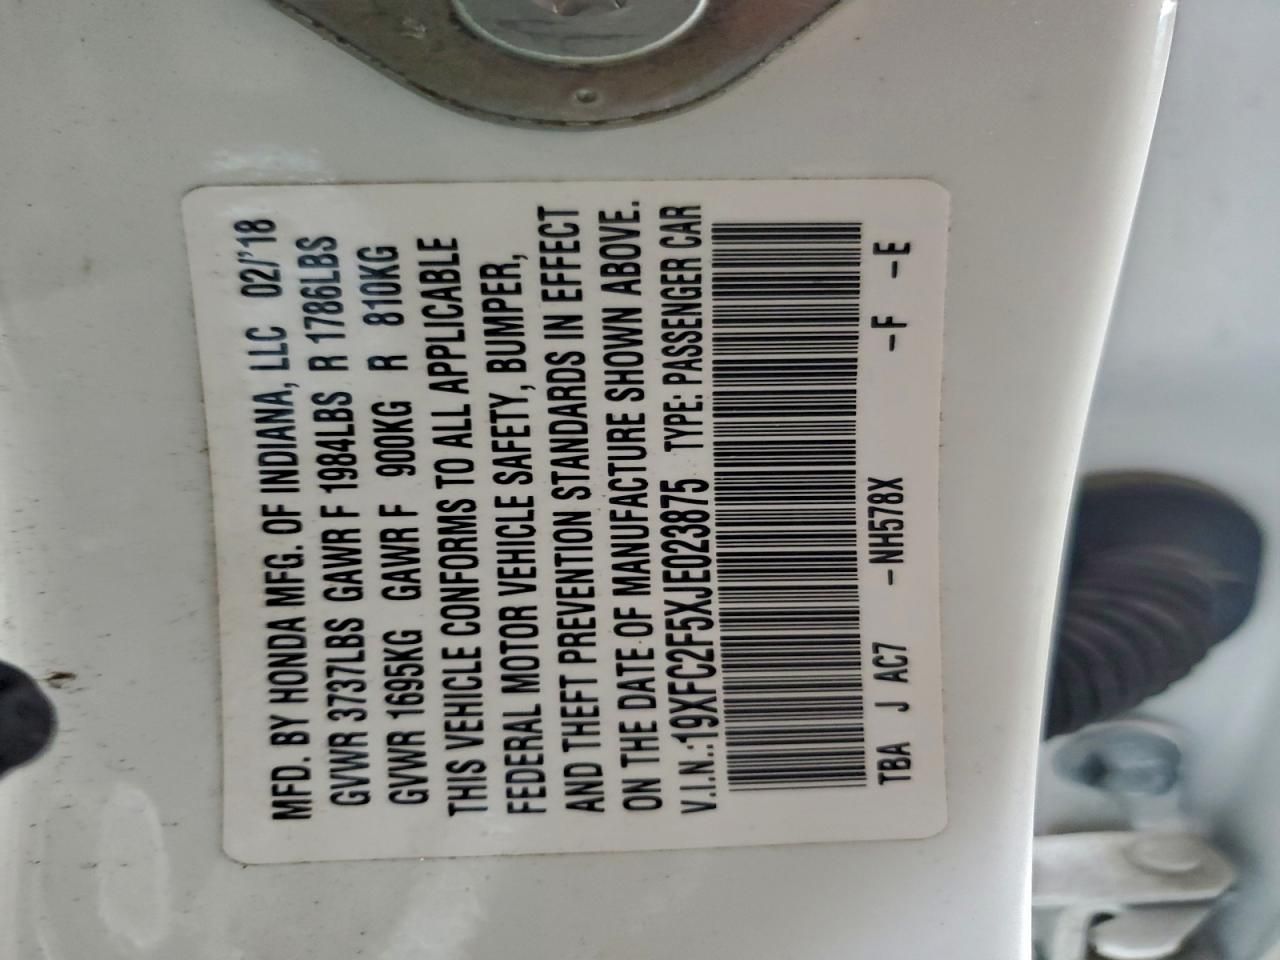 MFD. BY HONDA MFG. OF INDIANA, LLC 02/'18
GVWR 3737LBS GAWR F 1984LBS R 1786LBS
GVWR 1695KG GAWR F 900KG R 810KG
THIS VEHICLE CONFORMS TO ALL APPLICABLE
FEDERAL MOTOR VEHICLE SAFETY, BUMPER,
AND THEFT PREVENTION STANDARDS IN EFFECT
ON THE DATE OF MANUFACTURE SHOWN ABOVE.
V.I.N.:19XFC2F5XJE023875 TYPE: PASSENGER CAR
TBA J AC7 -NH578X -F -E